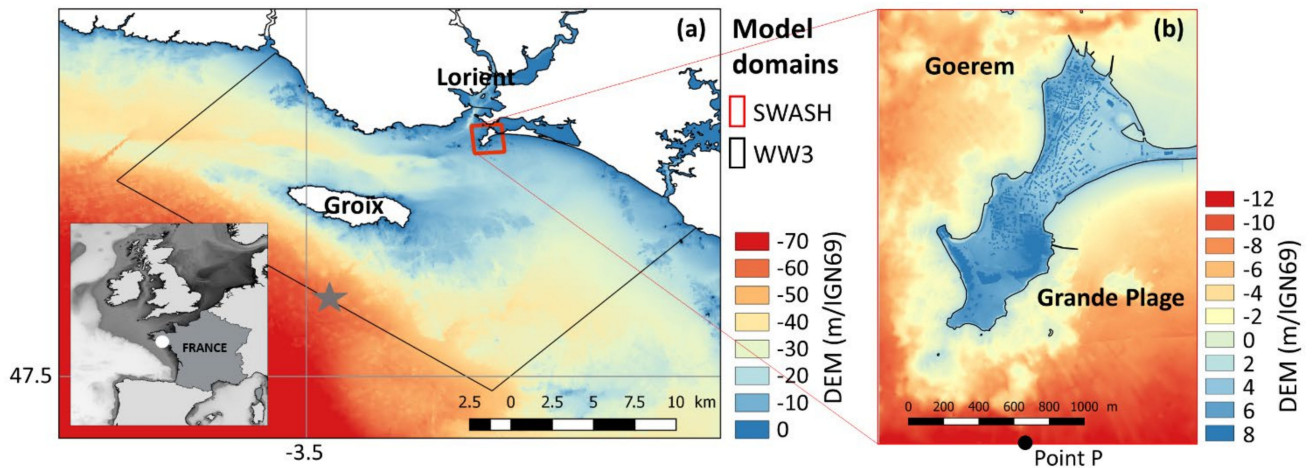 (a)
Lorient
Groix
FRANCE
47.5
-3.5
2.5 0 2.5 5 7.5 10 km
Model
domains
SWASH
WW3
-70
-60
-50
-40
-30
-20
-10
0
DEM (m/IGN69)
(b)
Goerem
Grande Plage
0 200 400 600 800 1000 m
Point P
-12
-10
-8
-6
-4
-2
0
2
4
6
8
DEM (m/IGN69)